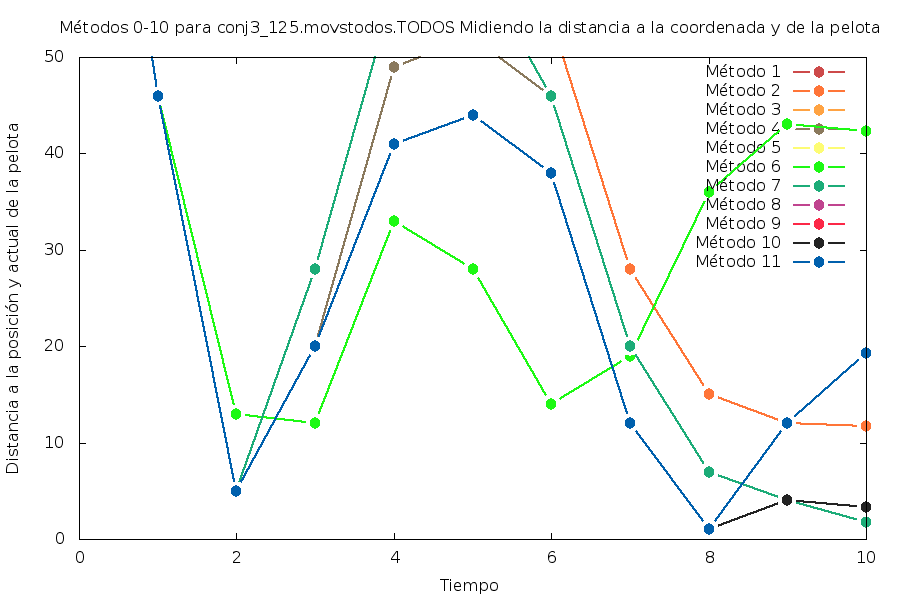 Métodos 0-10 para conj3_125.movstodos.TODOS Midiendo la distancia a la coordenada y de la pelota
Distancia a la posición y actual de la pelota
50
40
30
20
10
0
0 2 4 6 8 10
Tiempo
Método 1
Método 2
Método 3
Método 4
Método 5
Método 6
Método 7
Método 8
Método 9
Método 10
Método 11